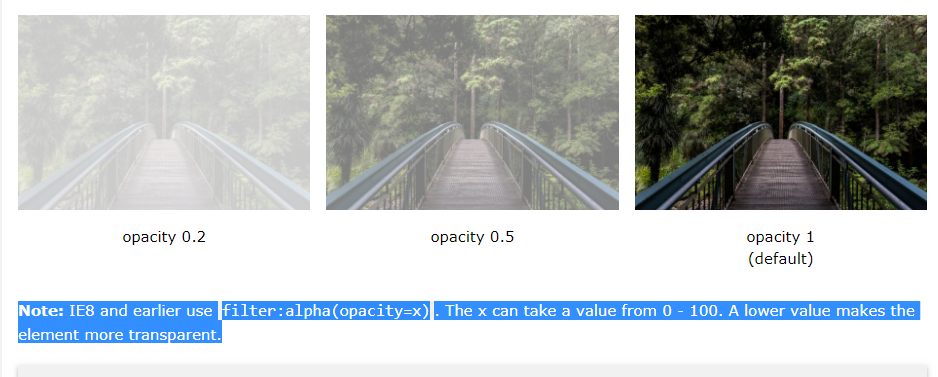 opacity 0.2
opacity 0.5
opacity 1
(default)
Note: IE8 and earlier use filter:alpha(opacity=x). The x can take a value from 0 - 100. A lower value makes the
element more transparent.